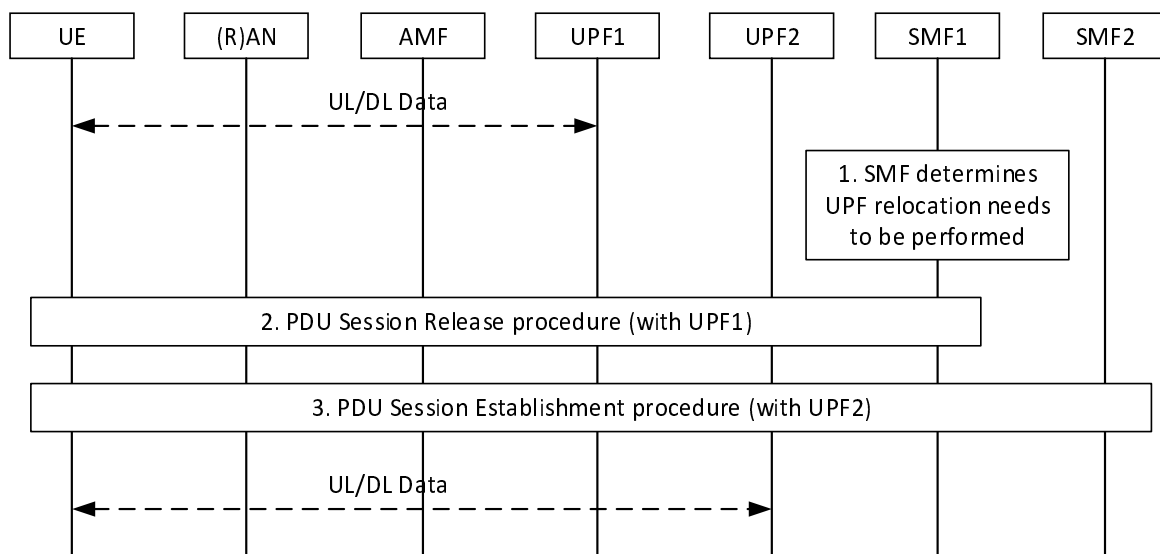 UE (R)AN AMF UPF1 UPF2 SMF1 SMF2
UL/DL Data
1. SMF determines
UPF relocation needs
to be performed
2. PDU Session Release procedure (with UPF1)
3. PDU Session Establishment procedure (with UPF2)
UL/DL Data